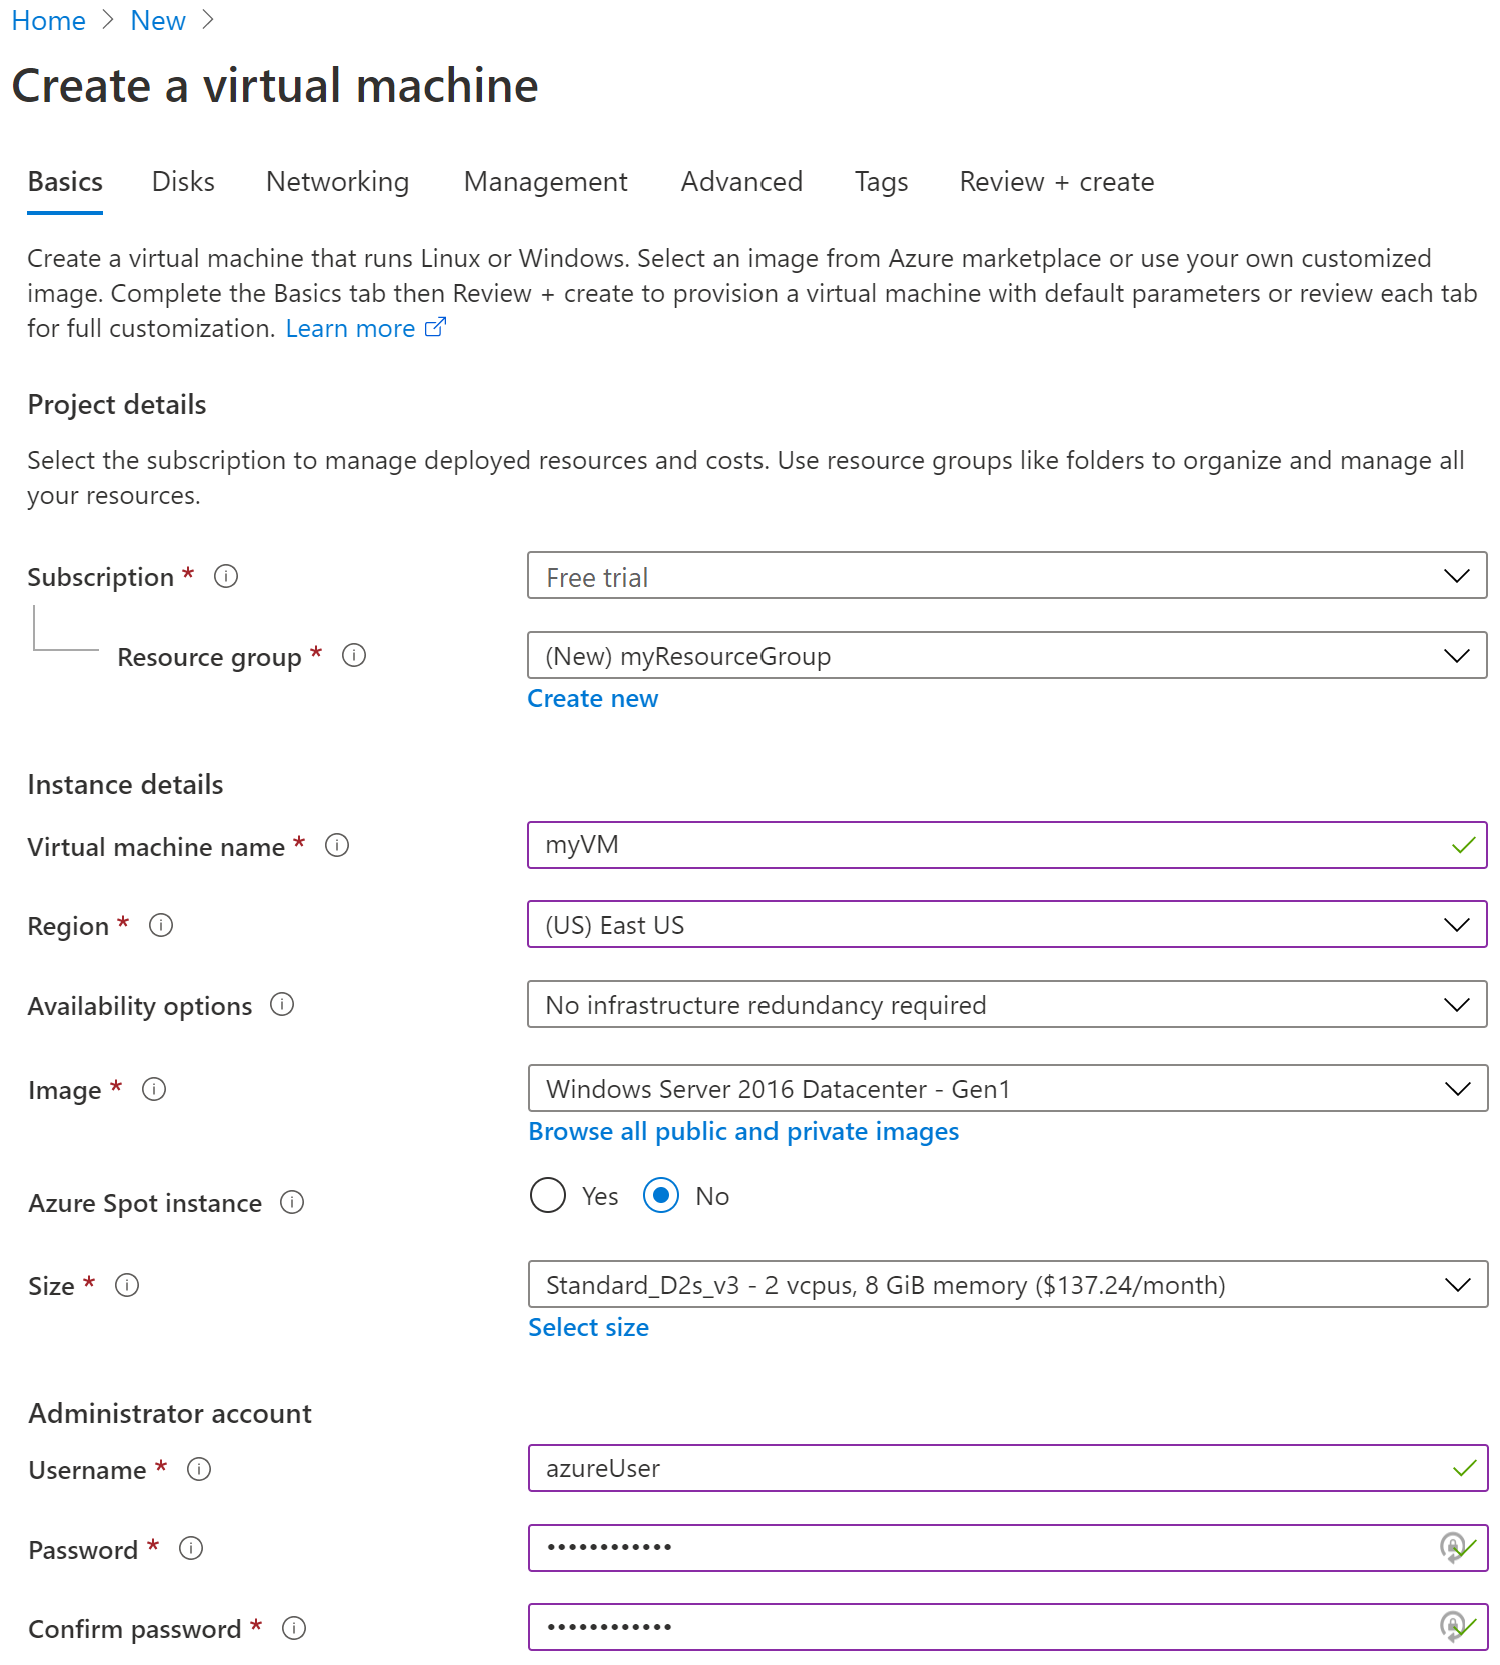 Home > New >
Create a virtual machine
Basics Disks Networking Management Advanced Tags Review + create
Create a virtual machine that runs Linux or Windows. Select an image from Azure marketplace or use your own customized
image. Complete the Basics tab then Review + create to provision a virtual machine with default parameters or review each tab
for full customization. Learn more
Project details
Select the subscription to manage deployed resources and costs. Use resource groups like folders to organize and manage all
your resources.
Subscription * Free trial
Resource group * (New) myResourceGroup
Create new
Instance details
Virtual machine name * myVM
Region * (US) East US
Availability options No infrastructure redundancy required
Image * Windows Server 2016 Datacenter - Gen1
Browse all public and private images
Azure Spot instance Yes No
Size * Standard_D2s_v3 - 2 vcpus, 8 GiB memory ($137.24/month)
Select size
Administrator account
Username * azureUser
Password * ••••••••••••
Confirm password * ••••••••••••